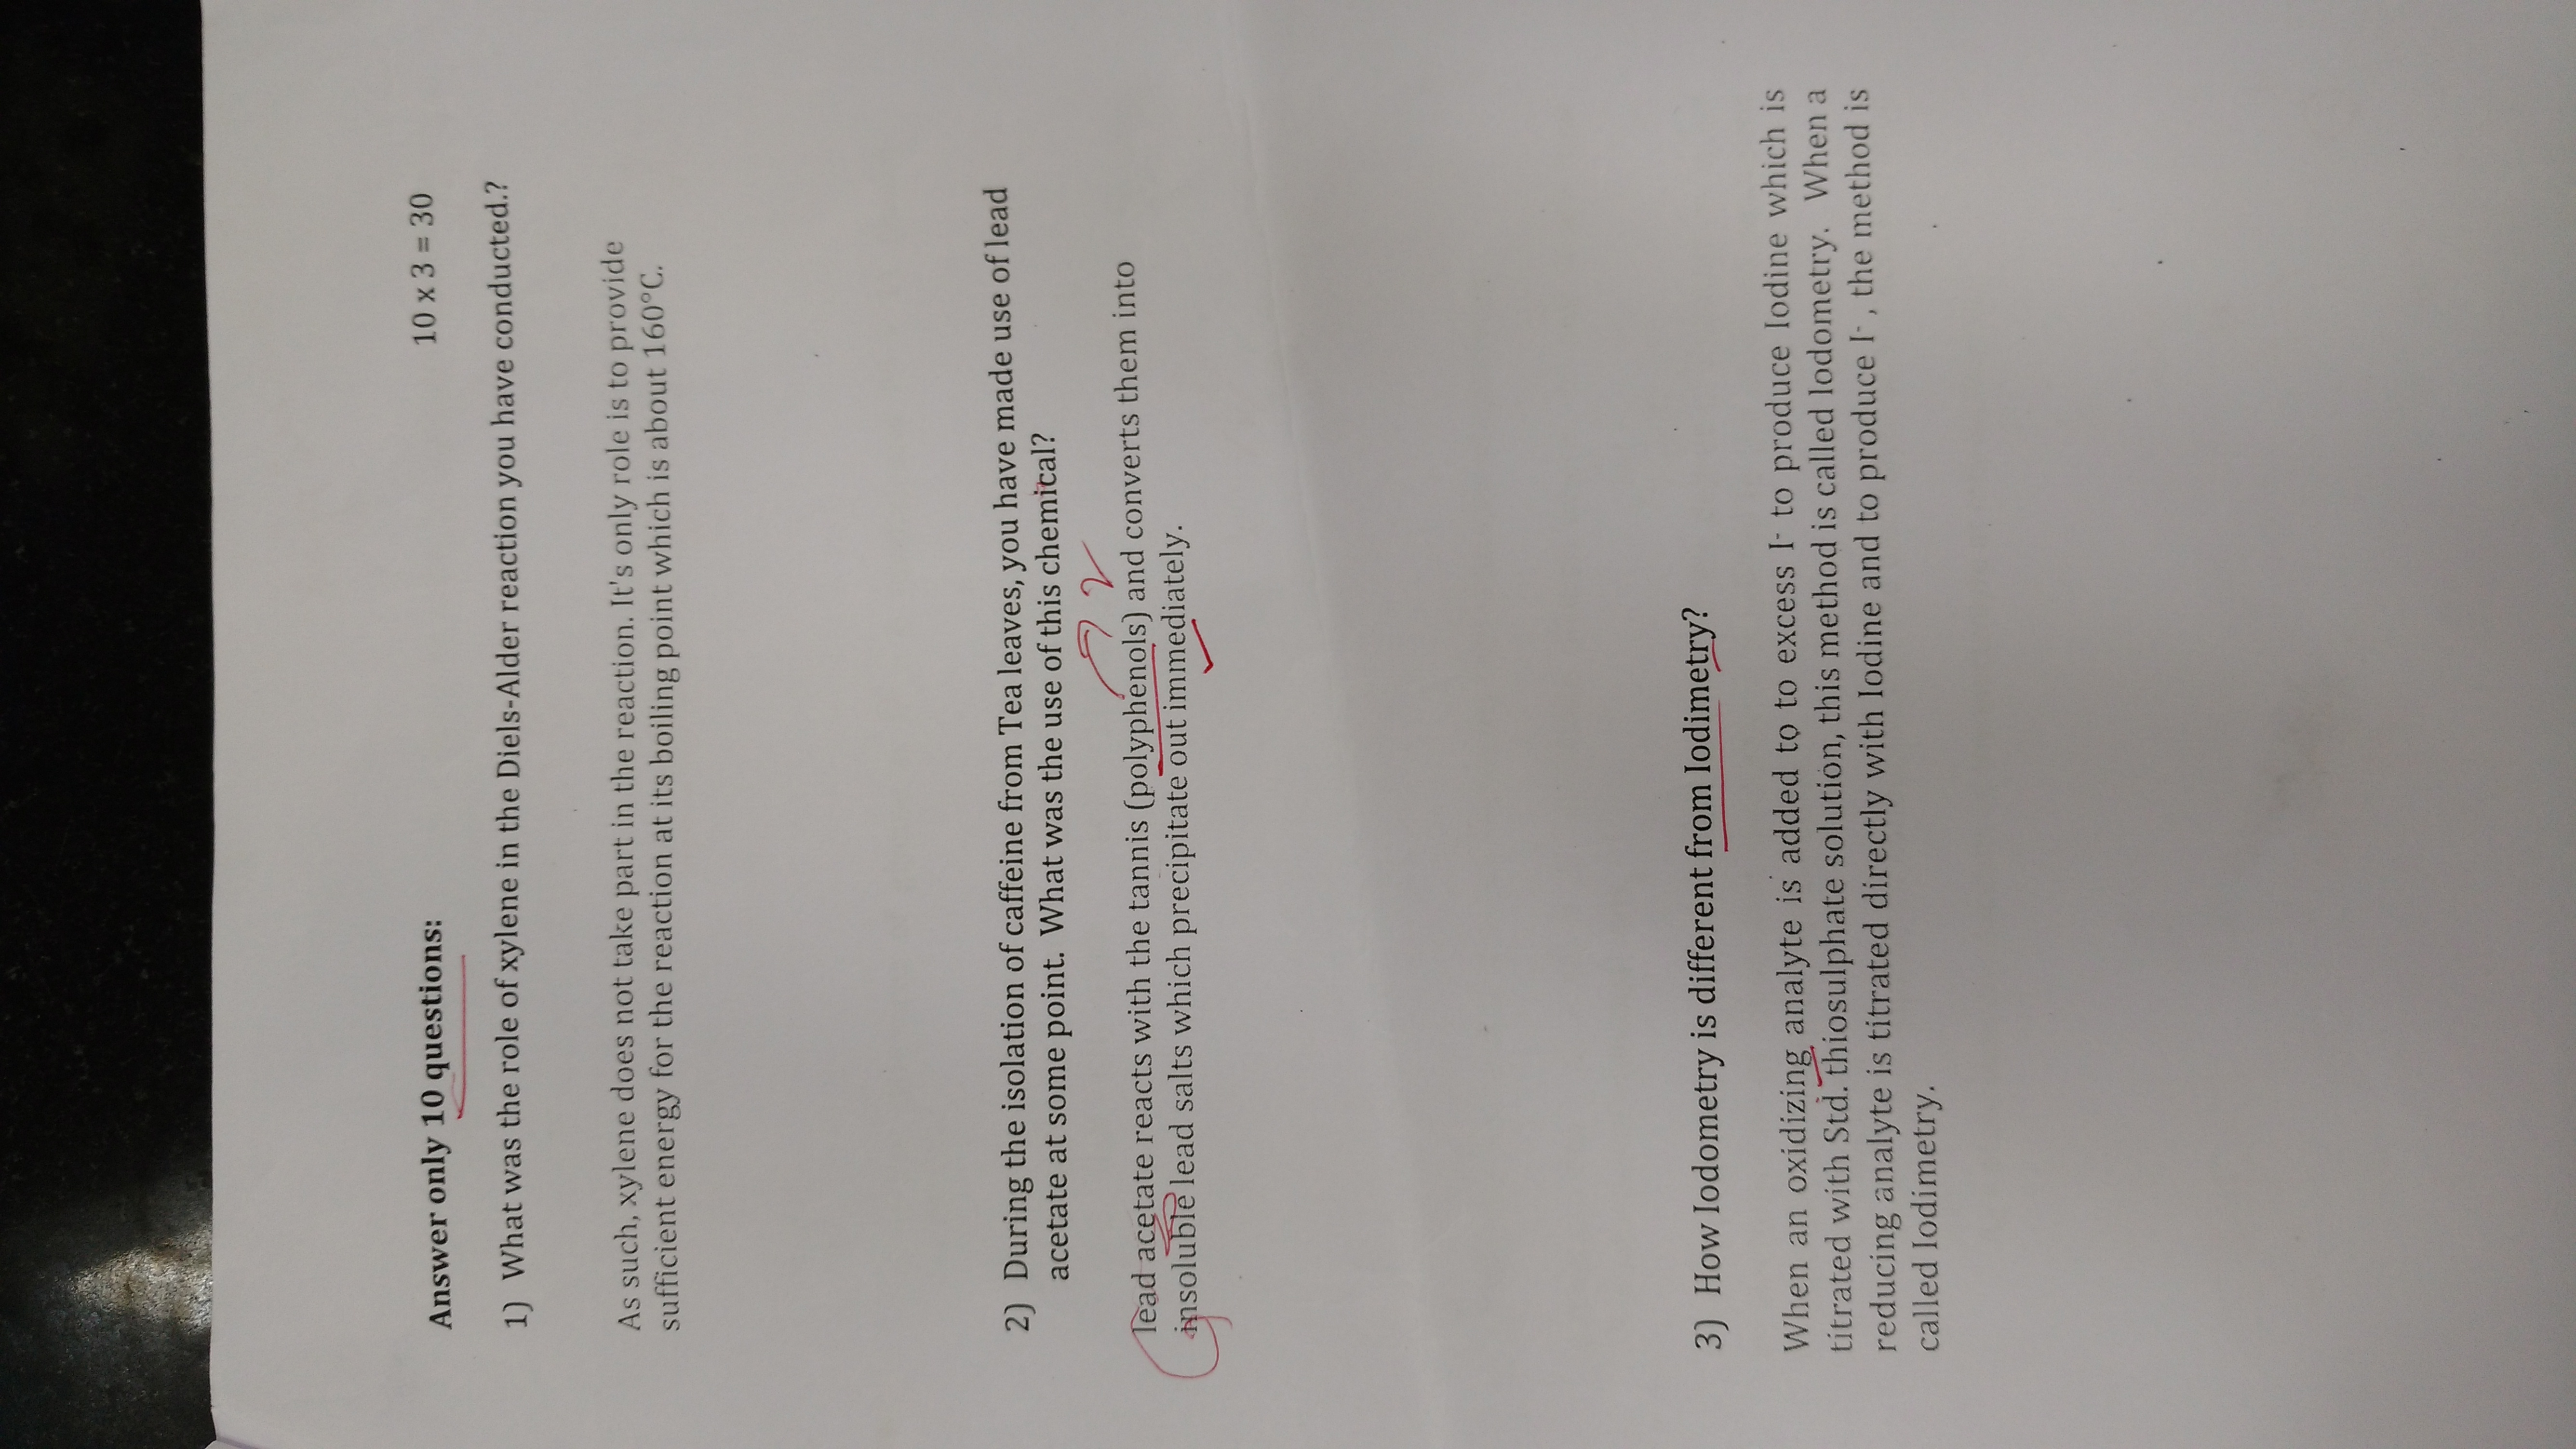 Answer only 10 questions: 10 x 3 = 30
1) What was the role of xylene in the Diels-Alder reaction you have conducted.?
As such, xylene does not take part in the reaction. It's only role is to provide
sufficient energy for the reaction at its boiling point which is about 160°C.
2) During the isolation of caffeine from Tea leaves, you have made use of lead
acetate at some point. What was the use of this chemical?
lead acetate reacts with the tannis (polyphenols) and converts them into
insoluble lead salts which precipitate out immediately.
3) How Iodometry is different from Iodimetry?
When an oxidizing analyte is added to to excess I⁻ to produce Iodine which is
titrated with Std. thiosulphate solution, this method is called Iodometry. When a
reducing analyte is titrated directly with Iodine and to produce I⁻ , the method is
called Iodimetry.